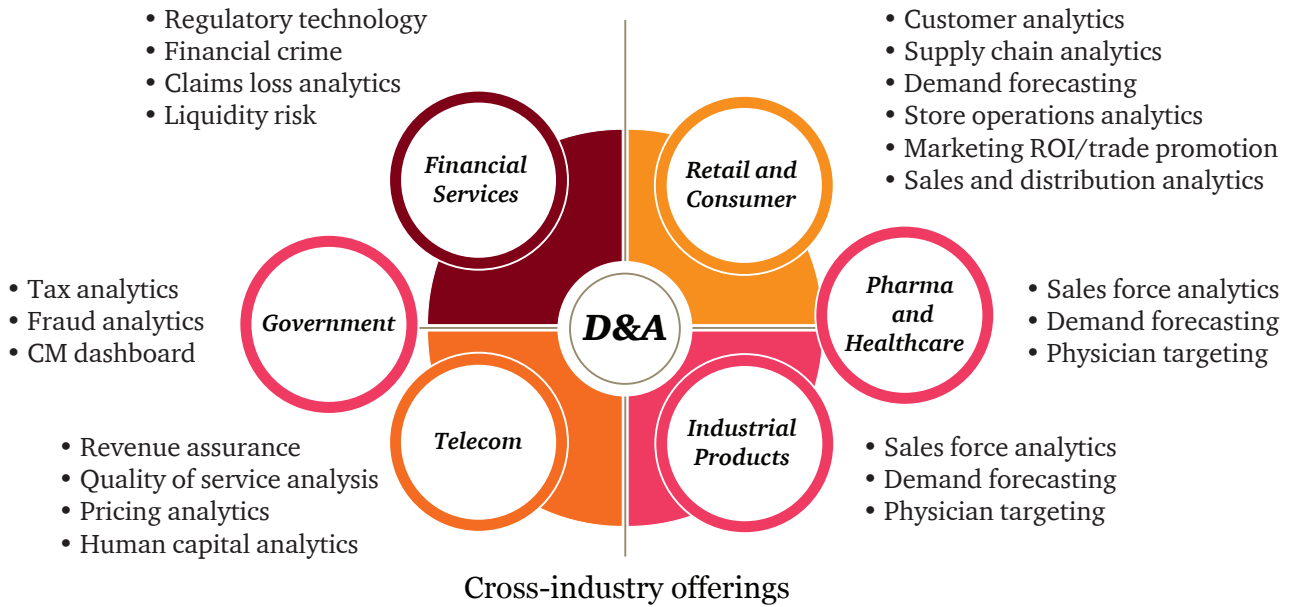 • Regulatory technology
• Financial crime
• Claims loss analytics
• Liquidity risk
• Customer analytics
• Supply chain analytics
• Demand forecasting
• Store operations analytics
• Marketing ROI/trade promotion
• Sales and distribution analytics
Financial
Services
Retail and
Consumer
• Tax analytics
• Fraud analytics
• CM dashboard
Government
D&A
Pharma
and
Healthcare
• Sales force analytics
• Demand forecasting
• Physician targeting
• Revenue assurance
• Quality of service analysis
• Pricing analytics
• Human capital analytics
Telecom
Industrial
Products
• Sales force analytics
• Demand forecasting
• Physician targeting
Cross-industry offerings